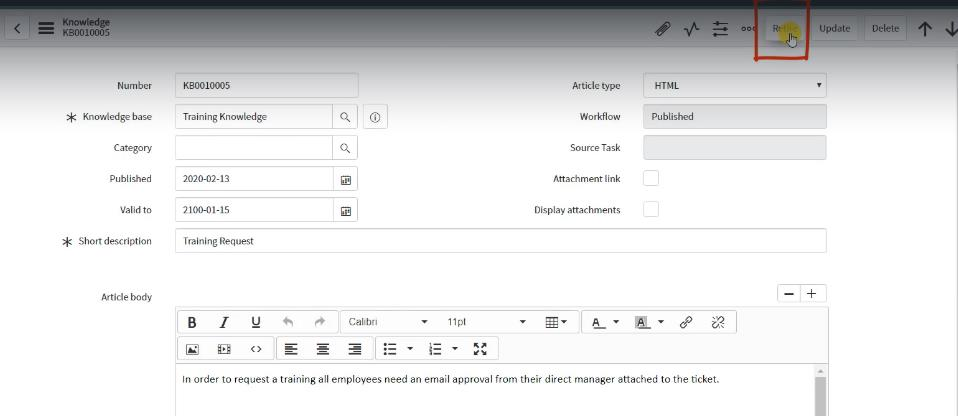 Knowledge
KB0010005
Retire Update Delete
Number KB0010005 Article type HTML
Knowledge base Training Knowledge Workflow Published
Category Source Task
Published 2020-02-13 Attachment link
Valid to 2100-01-15 Display attachments
Short description Training Request
Article body
B I U Calibri 11pt A A
In order to request a training all employees need an email approval from their direct manager attached to the ticket.